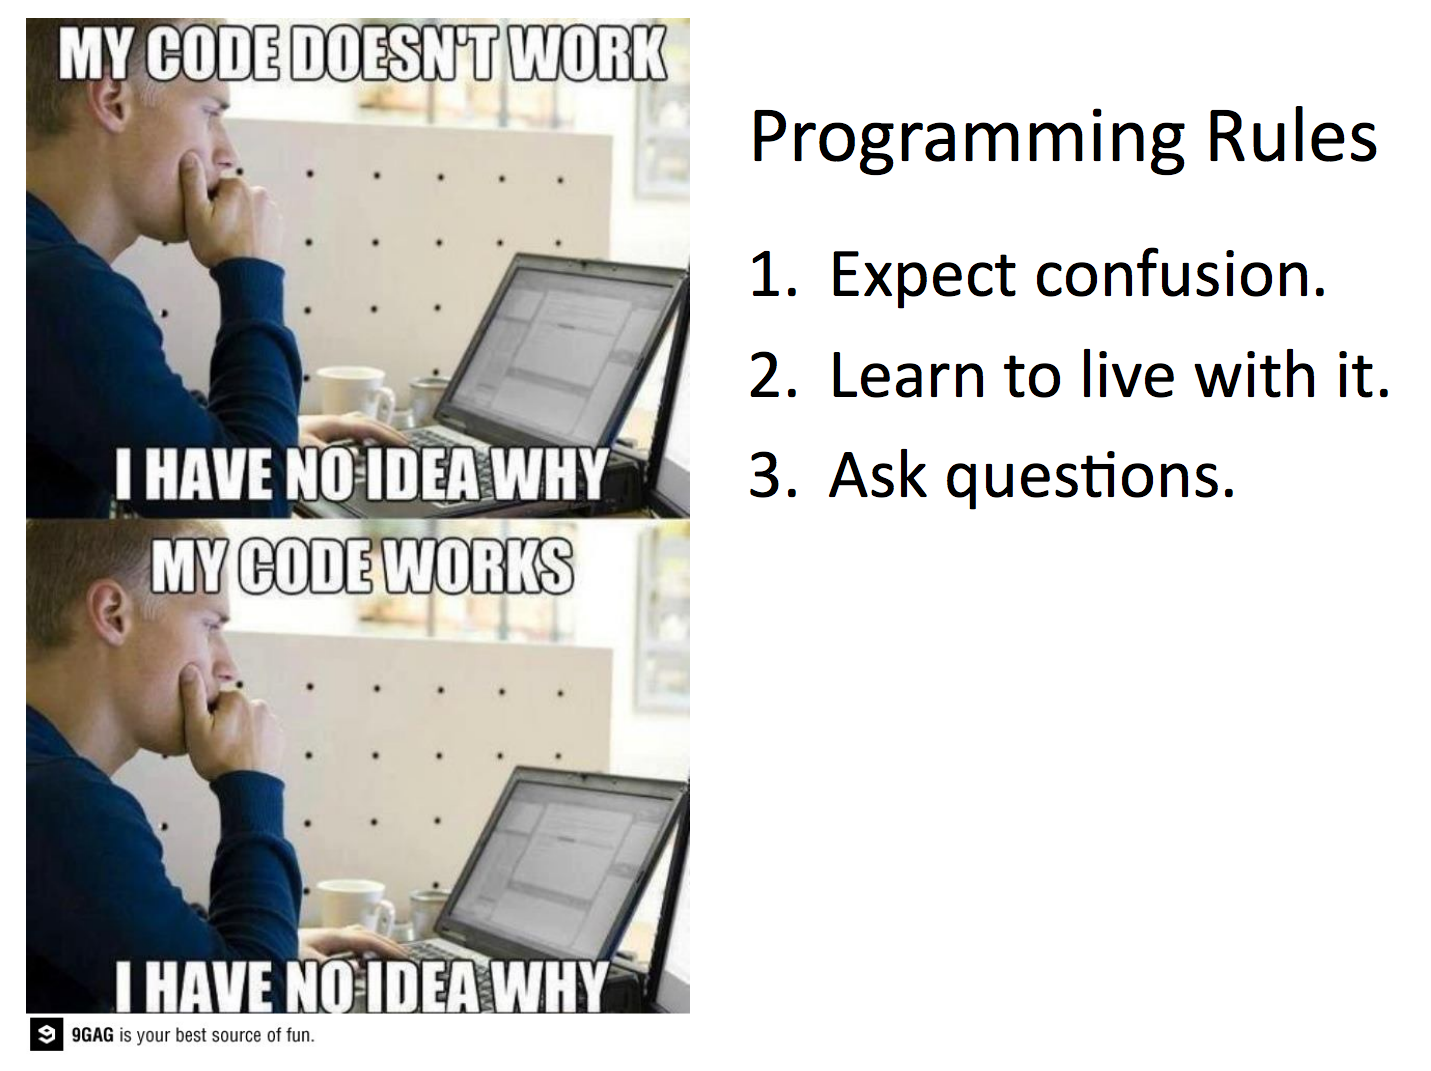 MY CODE DOESN'T WORK
I HAVE NO IDEA WHY
MY CODE WORKS
I HAVE NO IDEA WHY
9GAG is your best source of fun.
Programming Rules
1. Expect confusion.
2. Learn to live with it.
3. Ask questions.